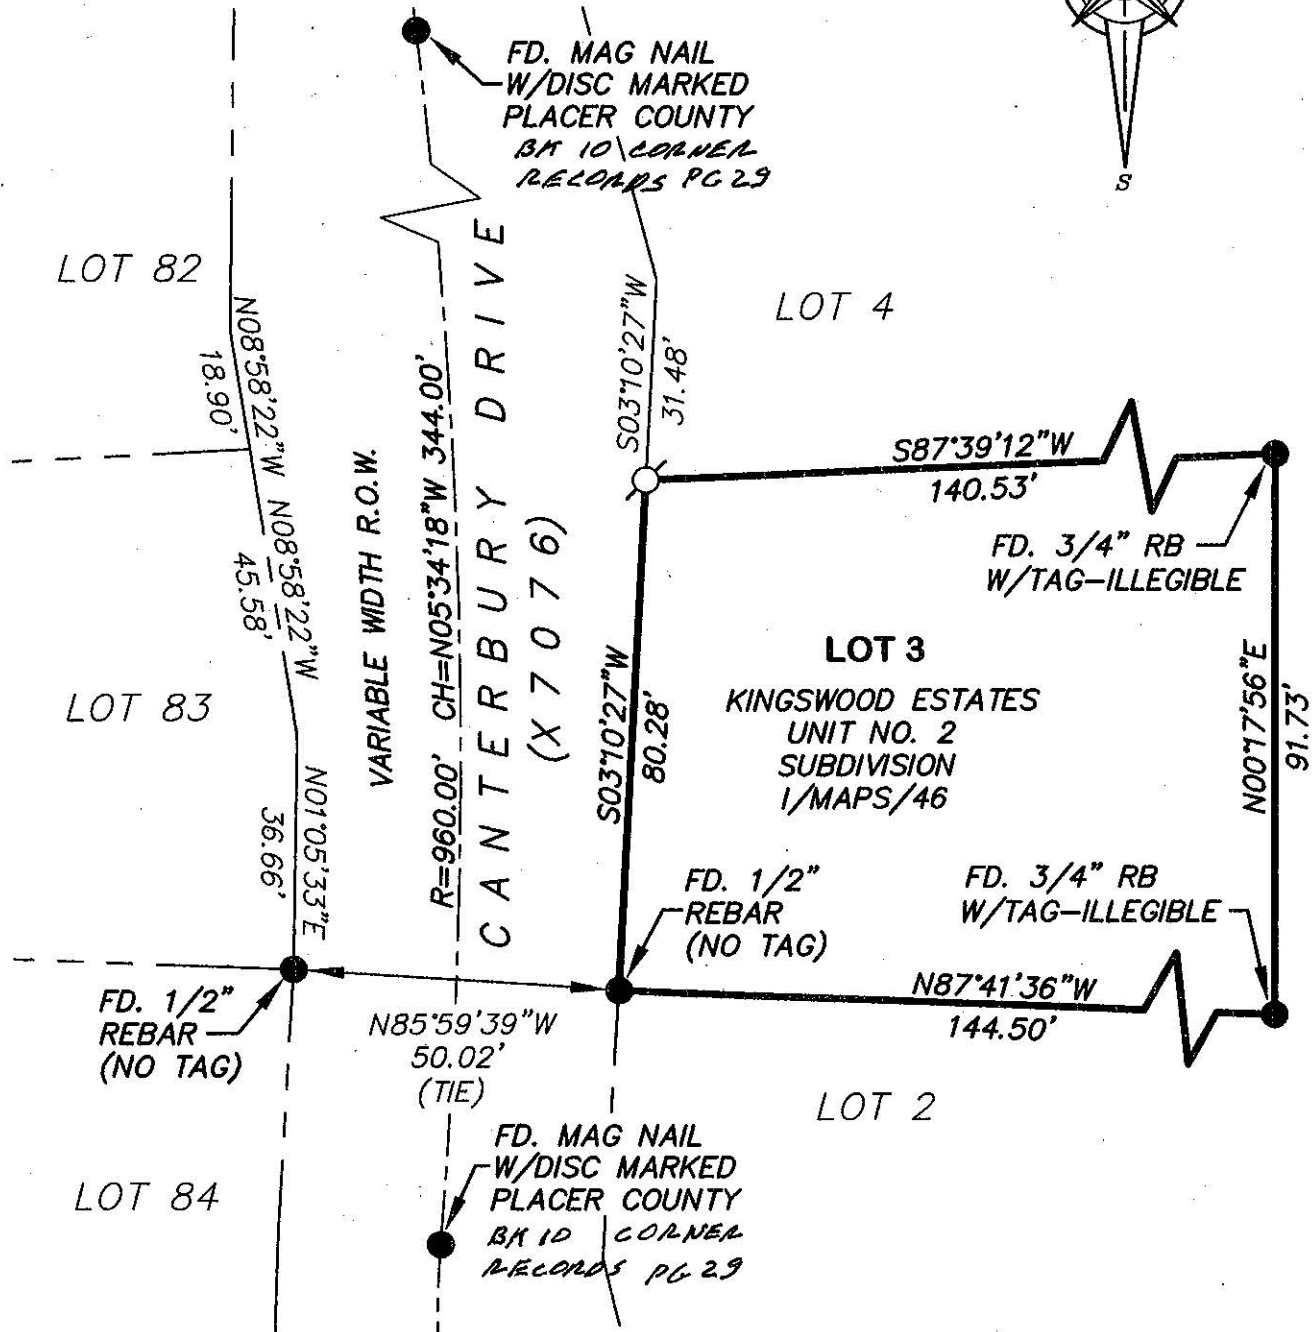 S
FD. MAG NAIL
W/DISC MARKED
PLACER COUNTY
BK 10 CORNER
RECORDS PG 29
LOT 82
LOT 4
N08°58'22"W
18.90'
S03°10'27"W
31.48'
N08°58'22"W
45.58'
VARIABLE WIDTH R.O.W.
R=960.00' CH=N05°34'18"W 344.00'
CANTERBURY DRIVE
(X7076)
S87°39'12"W
140.53'
FD. 3/4" RB
W/TAG-ILLEGIBLE
LOT 3
KINGSWOOD ESTATES
UNIT NO. 2
SUBDIVISION
I/MAPS/46
S03°10'27"W
80.28'
N00°17'56"E
91.73'
LOT 83
N01°05'33"E
36.66'
FD. 1/2"
REBAR
(NO TAG)
FD. 3/4" RB
W/TAG-ILLEGIBLE
N87°41'36"W
144.50'
FD. 1/2"
REBAR
(NO TAG)
N85°59'39"W
50.02'
(TIE)
LOT 2
FD. MAG NAIL
W/DISC MARKED
PLACER COUNTY
BK 10 CORNER
RECORDS PG 29
LOT 84